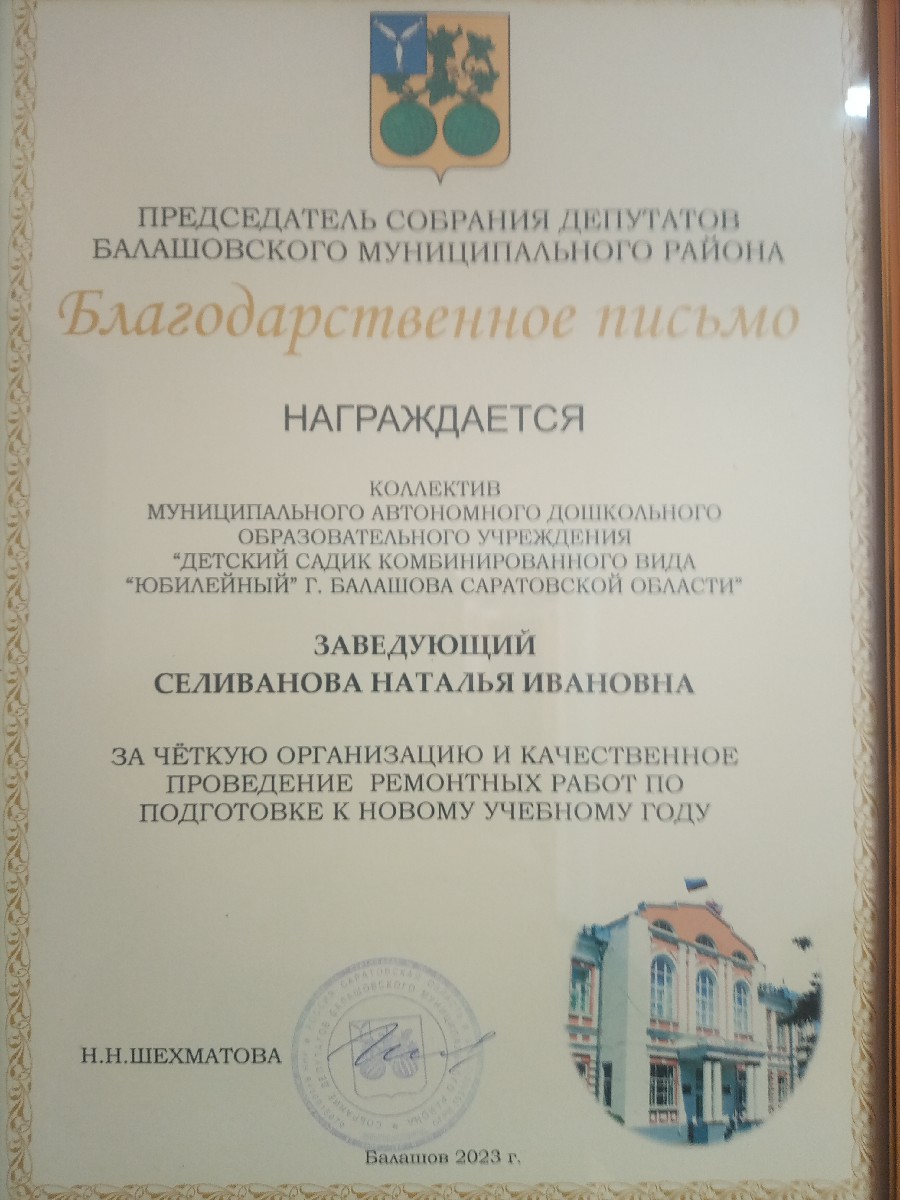 ПРЕДСЕДАТЕЛЬ СОБРАНИЯ ДЕПУТАТОВ
БАЛАШОВСКОГО МУНИЦИПАЛЬНОГО РАЙОНА
Благодарственное письмо
НАГРАЖДАЕТСЯ
КОЛЛЕКТИВ
МУНИЦИПАЛЬНОГО АВТОНОМНОГО ДОШКОЛЬНОГО
ОБРАЗОВАТЕЛЬНОГО УЧРЕЖДЕНИЯ
"ДЕТСКИЙ САДИК КОМБИНИРОВАННОГО ВИДА
"ЮБИЛЕЙНЫЙ" Г. БАЛАШОВА САРАТОВСКОЙ ОБЛАСТИ"
ЗАВЕДУЮЩИЙ
СЕЛИВАНОВА НАТАЛЬЯ ИВАНОВНА
ЗА ЧЁТКУЮ ОРГАНИЗАЦИЮ И КАЧЕСТВЕННОЕ
ПРОВЕДЕНИЕ РЕМОНТНЫХ РАБОТ ПО
ПОДГОТОВКЕ К НОВОМУ УЧЕБНОМУ ГОДУ
Н.Н.ШЕХМАТОВА
Балашов 2023 г.